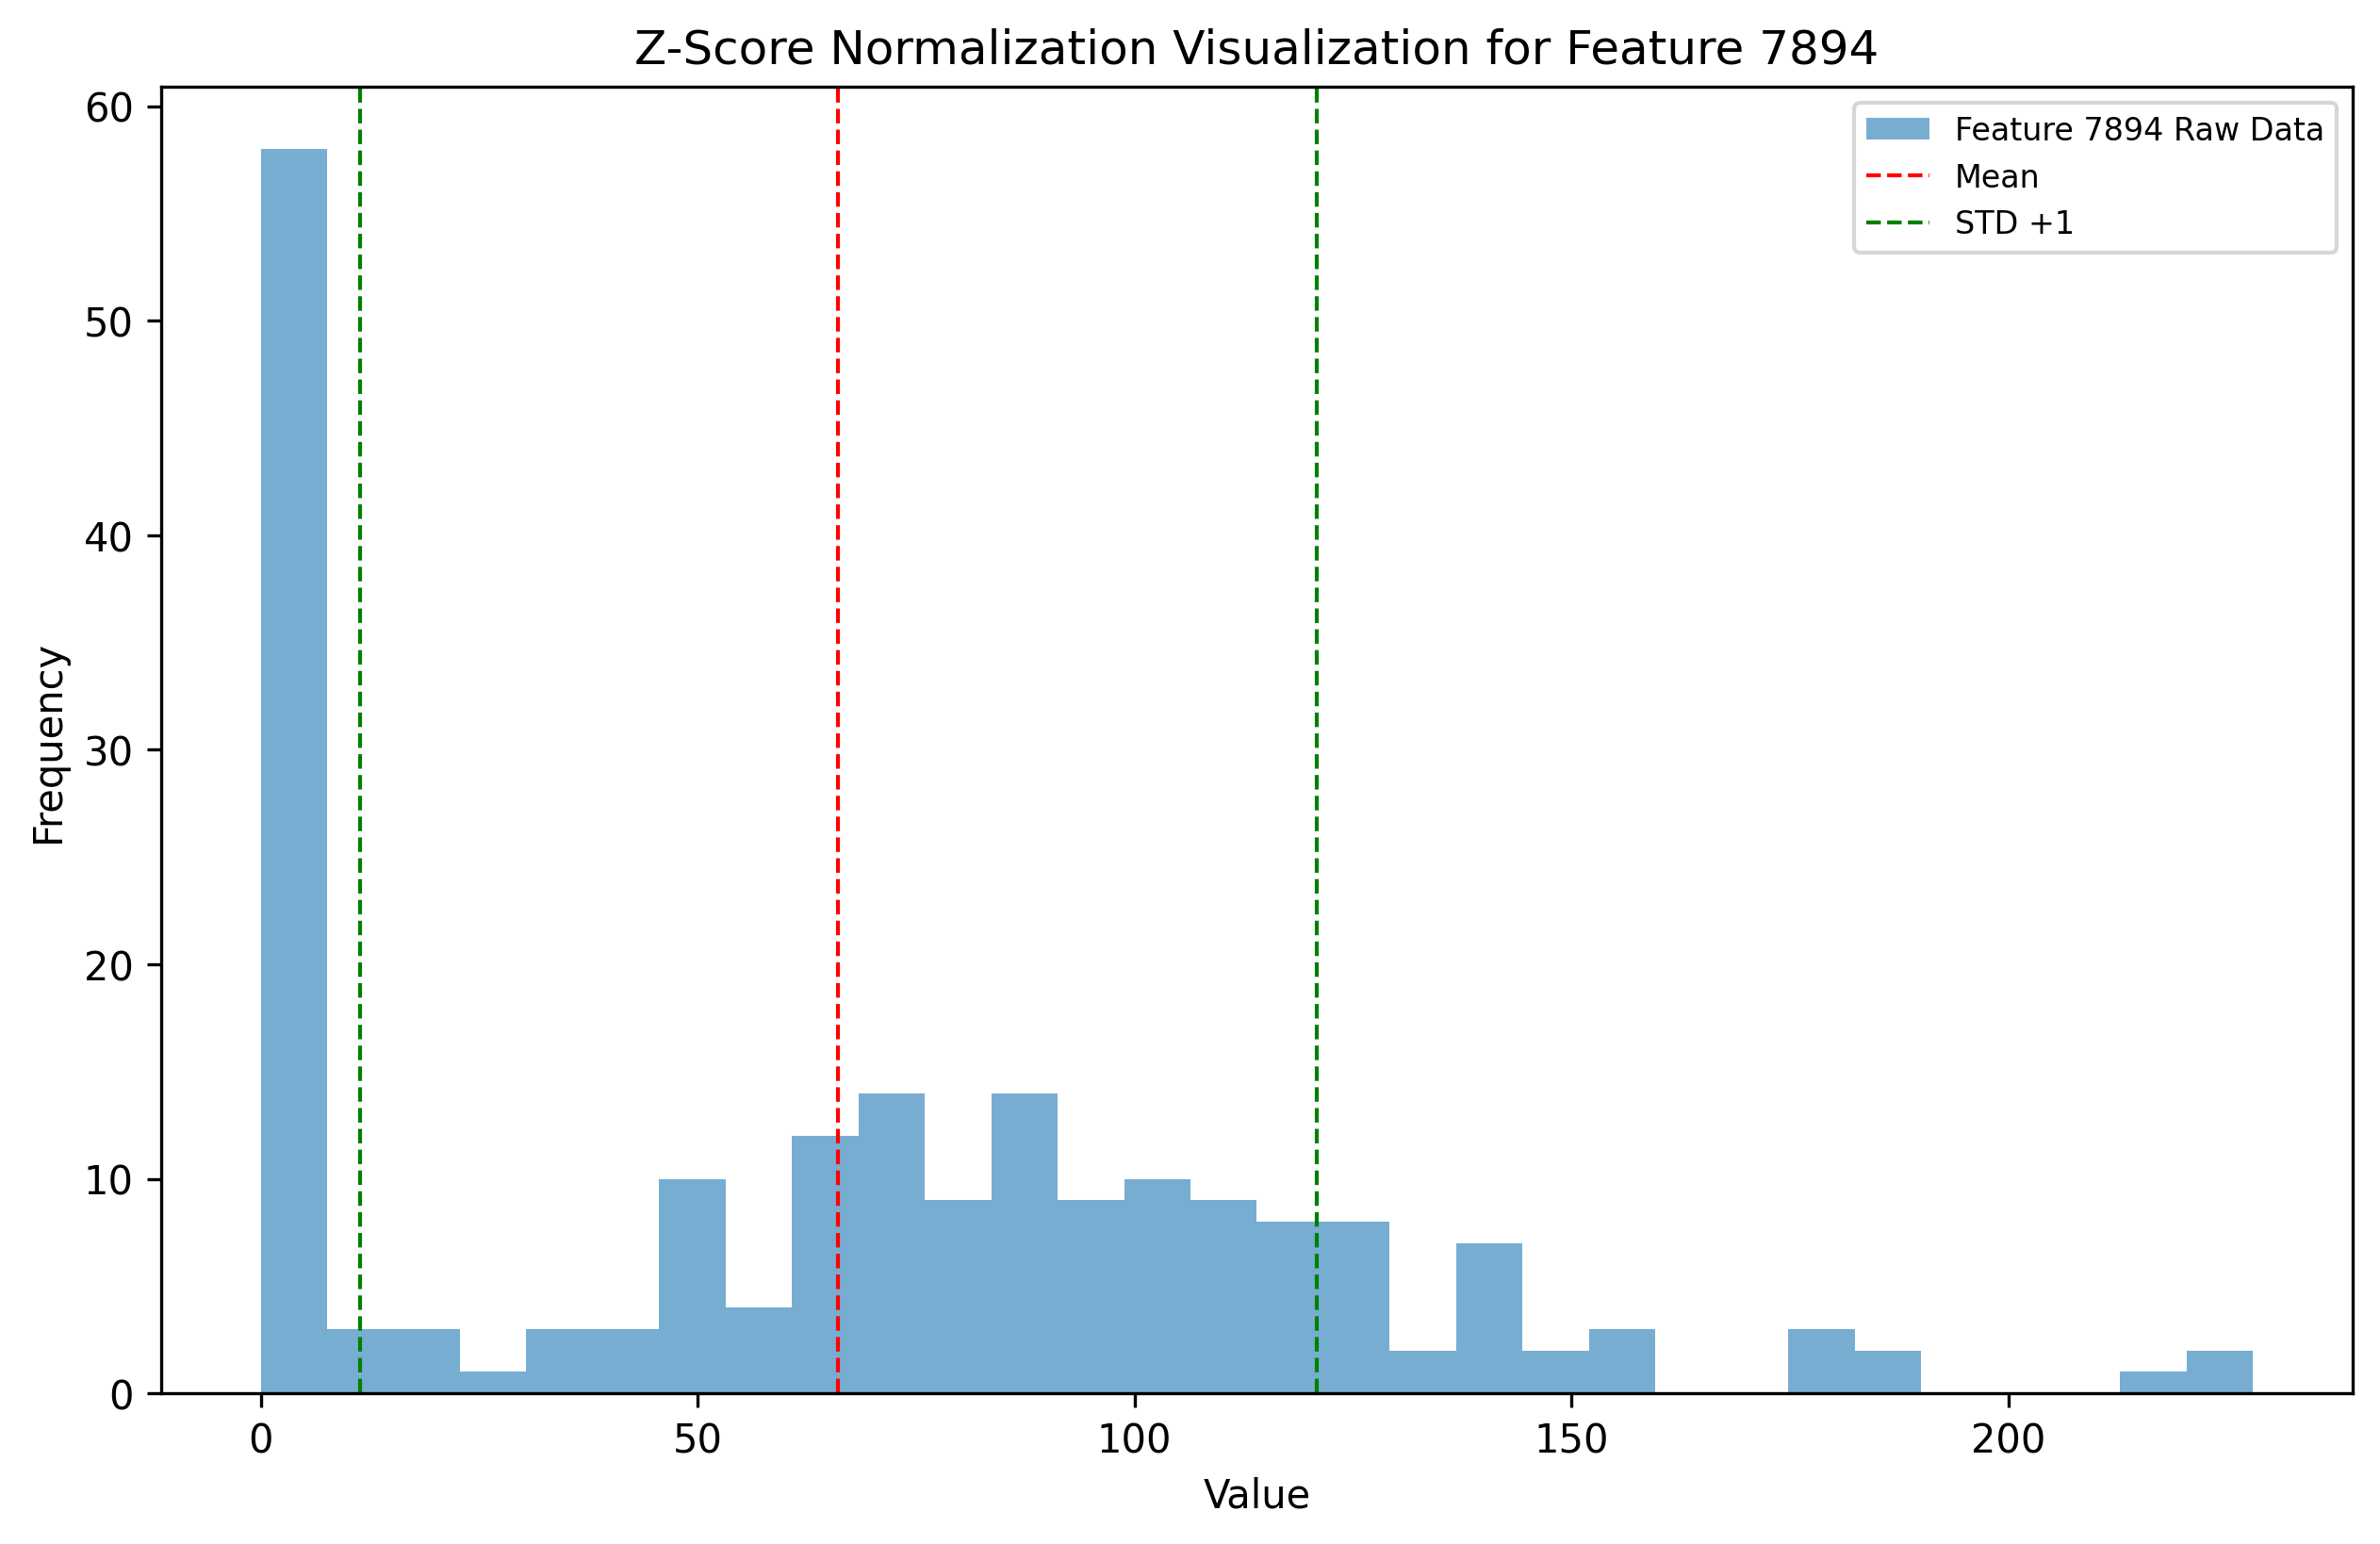 Z-Score Normalization Visualization for Feature 7894
Feature 7894 Raw Data
Mean
STD +1
60
50
40
30
20
10
0
Frequency
0 50 100 150 200
Value